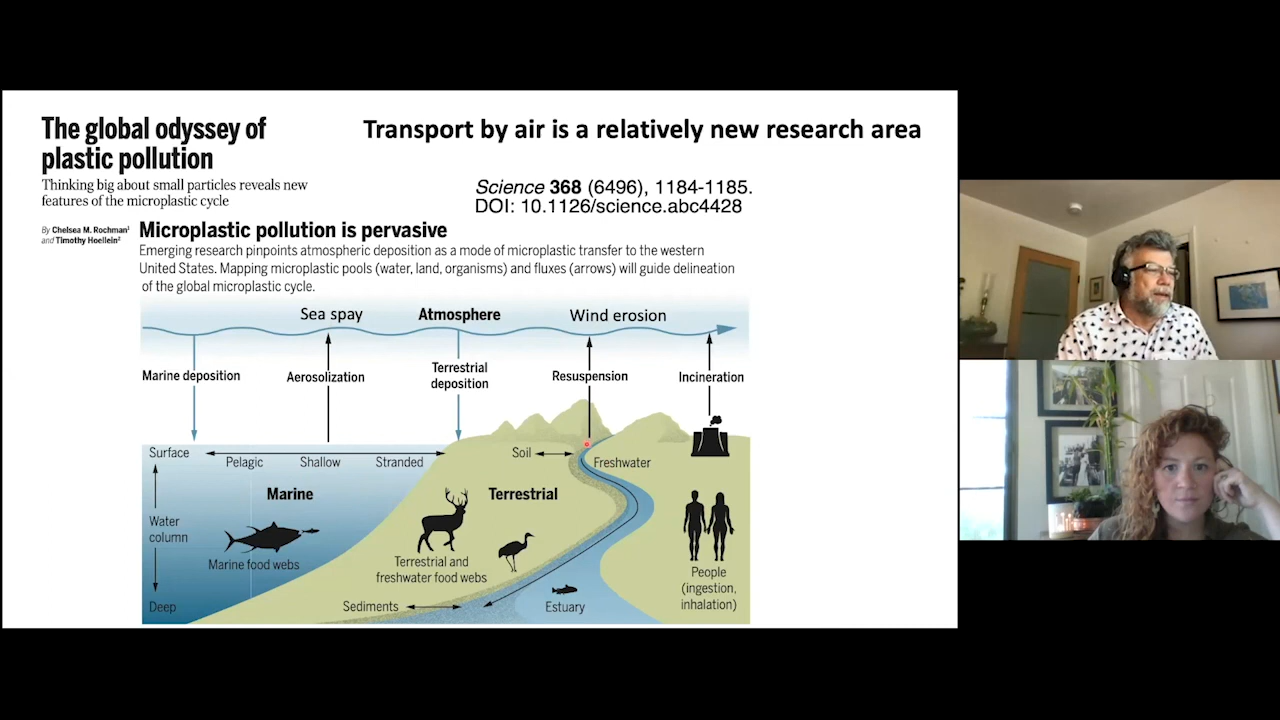 The global odyssey of
plastic pollution
Thinking big about small particles reveals new
features of the microplastic cycle
By Chelsea M. Rochman1
and Timothy Hoellein2
Transport by air is a relatively new research area
Science 368 (6496), 1184-1185.
DOI: 10.1126/science.abc4428
Microplastic pollution is pervasive
Emerging research pinpoints atmospheric deposition as a mode of microplastic transfer to the western
United States. Mapping microplastic pools (water, land, organisms) and fluxes (arrows) will guide delineation
of the global microplastic cycle.
Sea spay
Atmosphere
Wind erosion
Marine deposition
Aerosolization
Terrestrial
deposition
Resuspension
Incineration
Surface
Pelagic
Shallow
Stranded
Soil
Freshwater
Marine
Terrestrial
Water
column
Marine food webs
Terrestrial and
freshwater food webs
People
(ingestion,
inhalation)
Deep
Sediments
Estuary